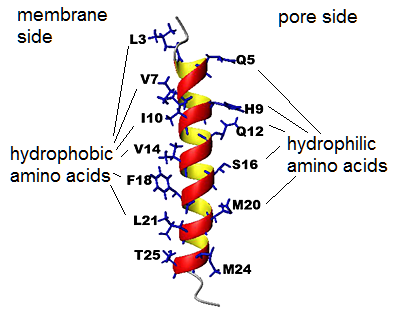 membrane side
pore side
L3
Q5
V7
H9
I10
Q12
V14
hydrophobic amino acids
hydrophilic amino acids
S16
F18
M20
L21
T25
M24